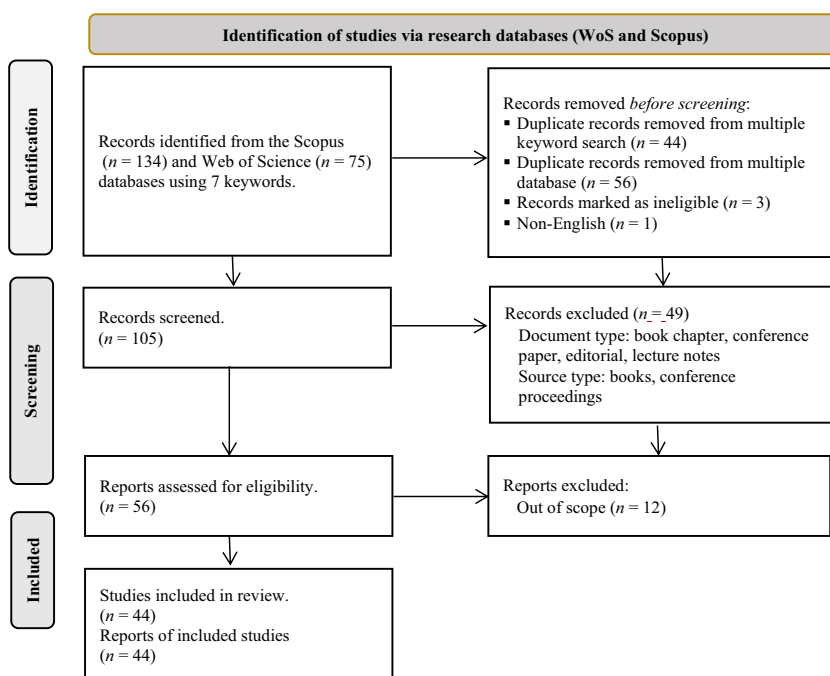 Identification of studies via research databases (WoS and Scopus)
Identification
Records identified from the Scopus
(n = 134) and Web of Science (n = 75)
databases using 7 keywords.
Records removed before screening:
▪ Duplicate records removed from multiple
keyword search (n = 44)
▪ Duplicate records removed from multiple
database (n = 56)
▪ Records marked as ineligible (n = 3)
▪ Non-English (n = 1)
Screening
Records screened.
(n = 105)
Records excluded (n = 49)
Document type: book chapter, conference
paper, editorial, lecture notes
Source type: books, conference
proceedings
Reports assessed for eligibility.
(n = 56)
Reports excluded:
Out of scope (n = 12)
Included
Studies included in review.
(n = 44)
Reports of included studies
(n = 44)